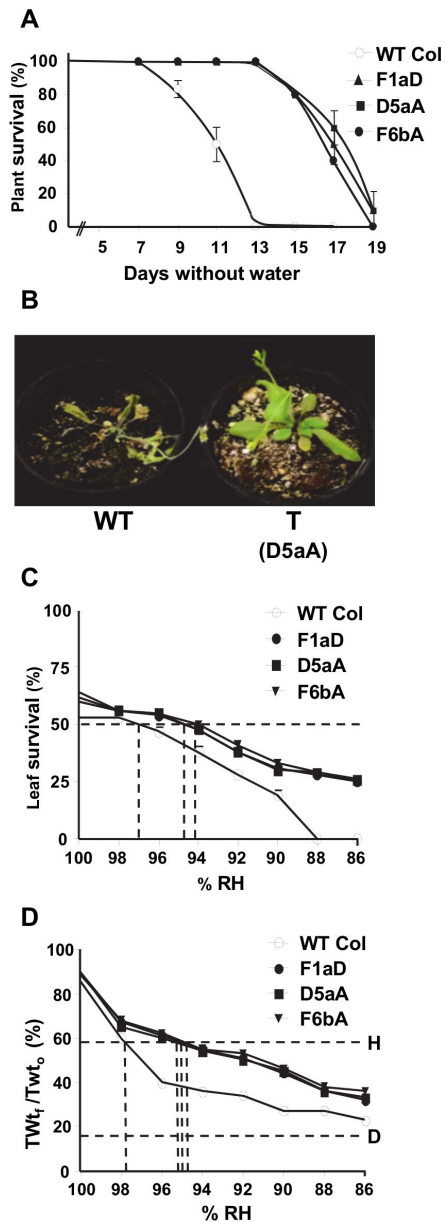 A
Plant survival (%)
100
80
60
40
20
0
5 7 9 11 13 15 17 19
Days without water
WT Col
F1aD
D5aA
F6bA
B
WT T
(D5aA)
C
Leaf survival (%)
100
75
50
25
0
100 98 96 94 92 90 88 86
% RH
WT Col
F1aD
D5aA
F6bA
D
TWt_f /Twt_o (%)
100
80
60
40
20
0
100 98 96 94 92 90 88 86
% RH
WT Col
F1aD
D5aA
F6bA
H
D